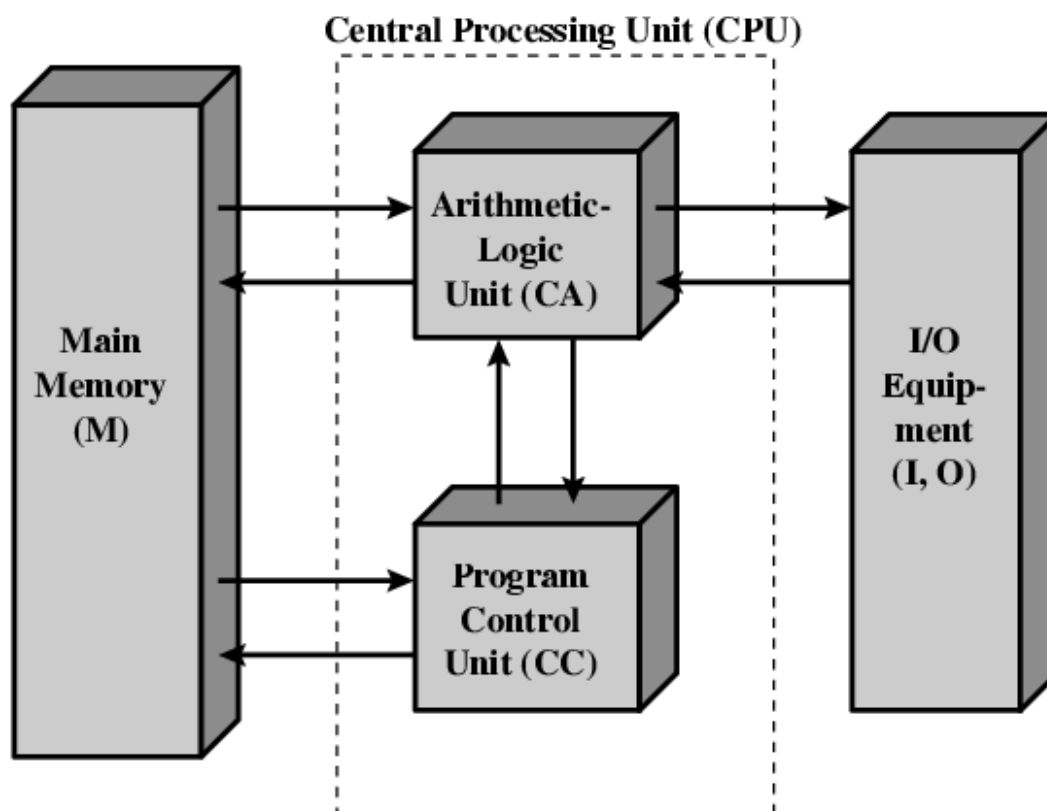 Central Processing Unit (CPU)
Main
Memory
(M)
Arithmetic-
Logic
Unit (CA)
Program
Control
Unit (CC)
I/O
Equip-
ment
(I, O)